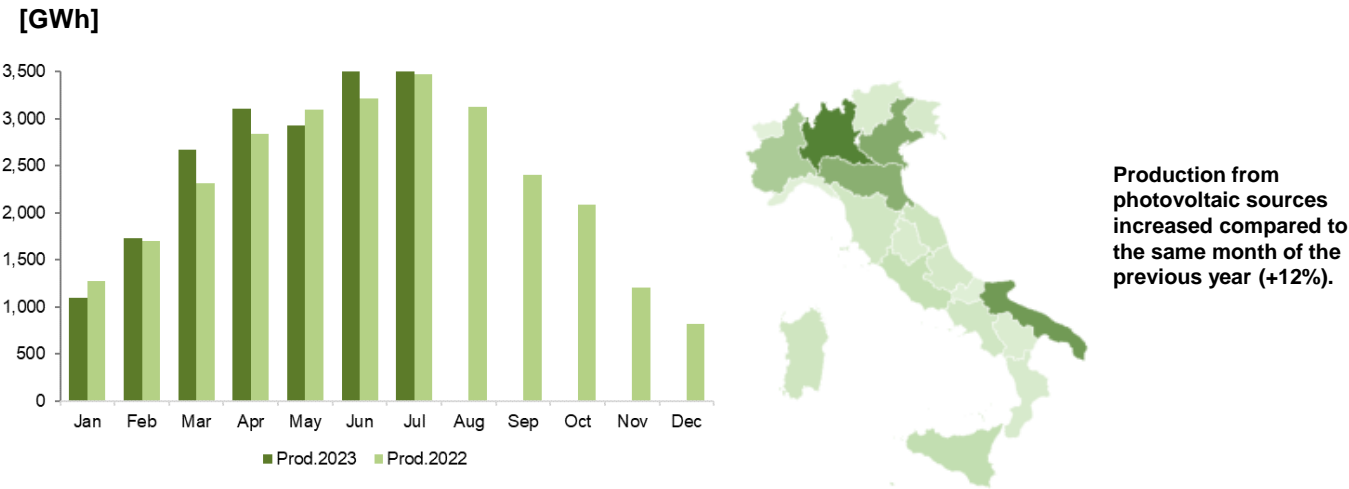 [GWh]
3,500
3,000
2,500
2,000
1,500
1,000
500
0
Jan Feb Mar Apr May Jun Jul Aug Sep Oct Nov Dec
Prod.2023 Prod.2022
Production from
photovoltaic sources
increased compared to
the same month of the
previous year (+12%).